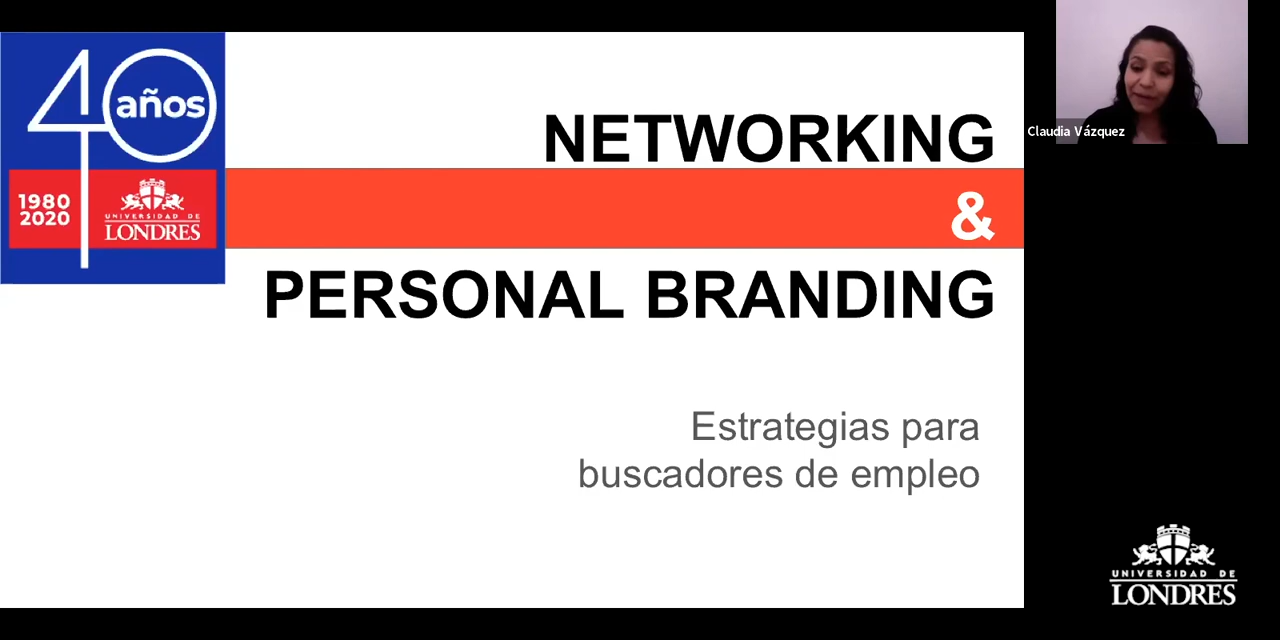 40 años
1980
2020
UNIVERSIDAD DE
LONDRES
NETWORKING
&
PERSONAL BRANDING
Estrategias para
buscadores de empleo
Claudia Vázquez
UNIVERSIDAD DE
LONDRES